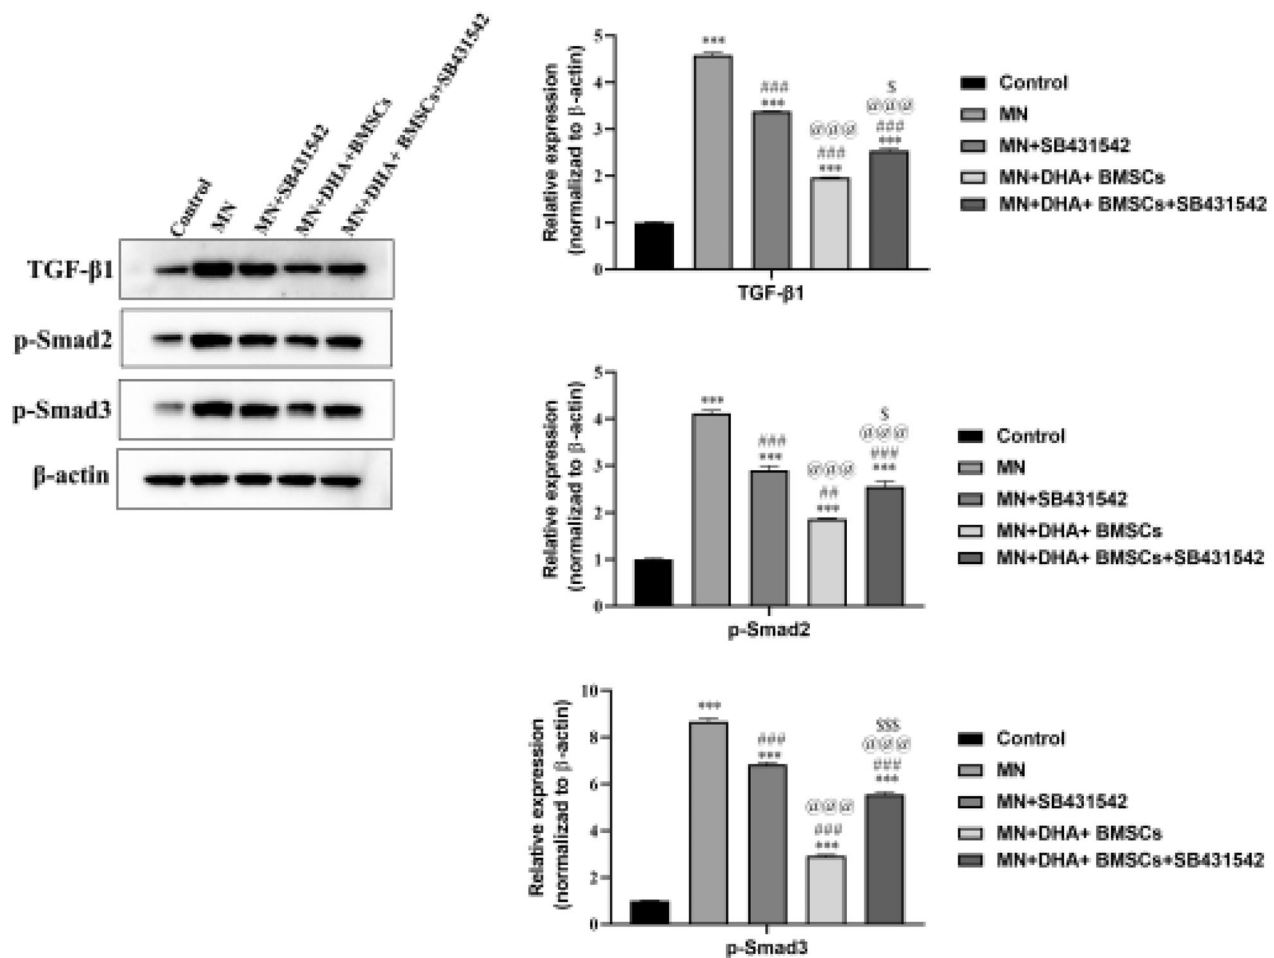 Control
MN
MN+SB431542
MN+DHA+BMSCs
MN+DHA+ BMSCs+SB431542
TGF-β1
p-Smad2
p-Smad3
β-actin
Relative expression
(normalizad to β-actin)
5
4
3
2
1
0
***
###
***
@@@
###
***
$
@@@
###
***
TGF-β1
Control
MN
MN+SB431542
MN+DHA+ BMSCs
MN+DHA+ BMSCs+SB431542
Relative expression
(normalizad to β-actin)
5
4
3
2
1
0
***
###
***
@@@
##
***
$
@@@
###
***
p-Smad2
Control
MN
MN+SB431542
MN+DHA+ BMSCs
MN+DHA+ BMSCs+SB431542
Relative expression
(normalizad to β-actin)
10
8
6
4
2
0
***
###
***
@@@
###
***
$$$
@@@
###
***
p-Smad3
Control
MN
MN+SB431542
MN+DHA+ BMSCs
MN+DHA+ BMSCs+SB431542